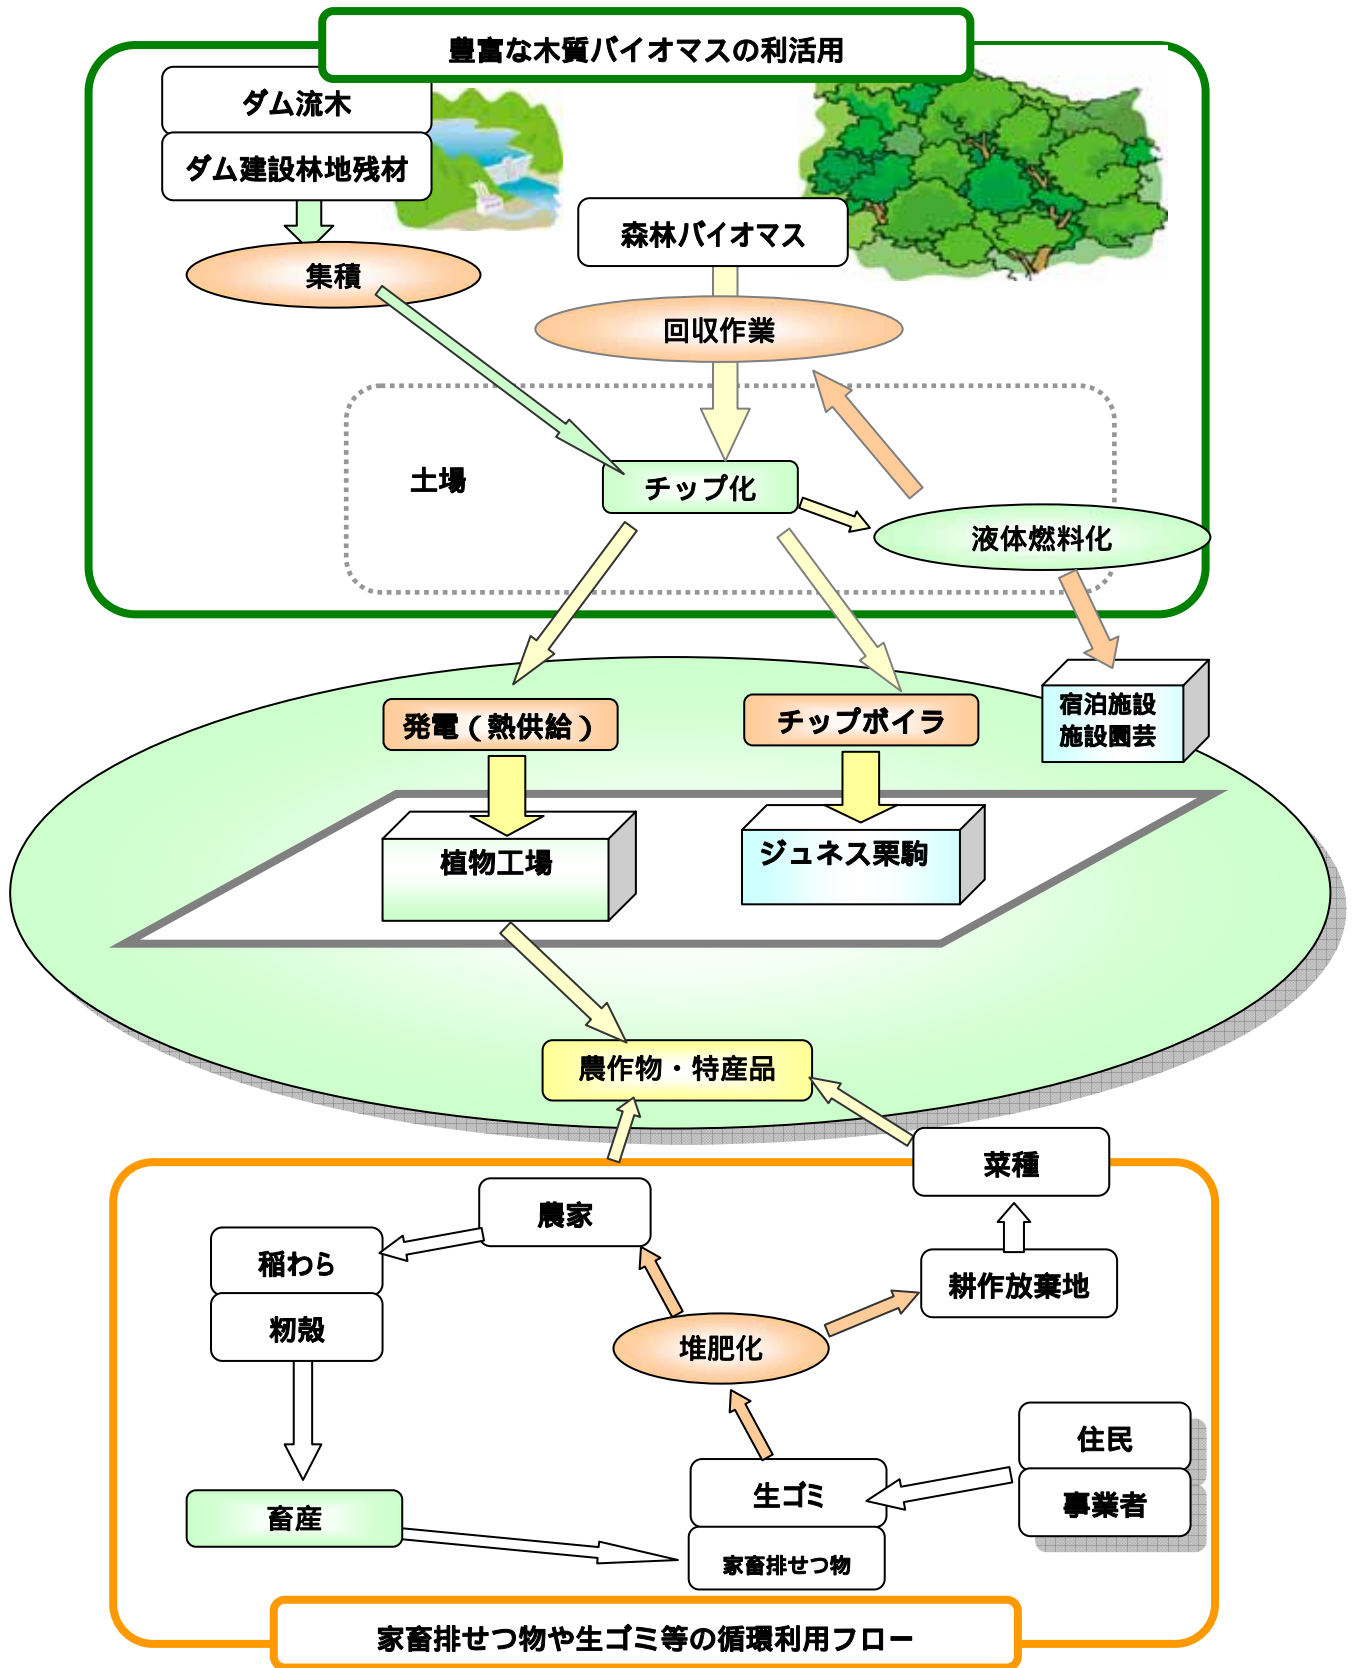 豊富な木質バイオマスの利活用
ダム流木
ダム建設林地残材
森林バイオマス
集積
回収作業
土場
チップ化
液体燃料化
宿泊施設
施設園芸
発電（熱供給）
チップボイラ
植物工場
ジュネス栗駒
農作物・特産品
菜種
農家
稲わら
耕作放棄地
籾殻
堆肥化
住民
生ゴミ
事業者
畜産
家畜排せつ物
家畜排せつ物や生ゴミ等の循環利用フロー